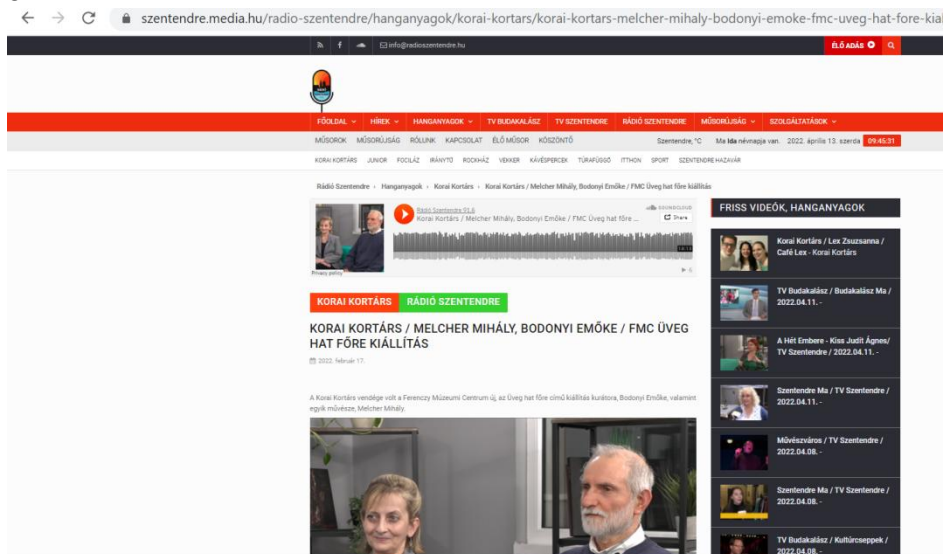 szentendre.media.hu/radio-szentendre/hanganyagok/korai-kortars/korai-kortars-melcher-mihaly-bodonyi-emoke-fmc-uveg-hat-fore-kial
info@radioszentendre.hu
ÉLŐ ADÁS
FŐOLDAL HÍREK HANGANYAGOK TV BUDAKALÁSZ TV SZENTENDRE RÁDIÓ SZENTENDRE MŰSORÚJSÁG SZOLGÁLTATÁSOK
MŰSOROK MŰSORÚJSÁG RÓLUNK KAPCSOLAT ÉLŐ MŰSOR KÖSZÖNTŐ Szentendre, °C Ma Ida névnapja van. 2022. április 13. szerda 09:45:31
KORAI KORTÁRS JUNIOR FOCILÁZ IRÁNYTŰ ROCKHÁZ VEKKER KÁVÉSPERCEK TÚRAFÜGGŐ ITTHON SPORT SZENTENDRE HAZAVÁR
Rádió Szentendre › Hanganyagok › Korai Kortárs › Korai Kortárs / Melcher Mihály, Bodonyi Emőke / FMC Üveg hat főre kiállítás
Rádió Szentendre 91.6
Korai Kortárs / Melcher Mihály, Bodonyi Emőke / FMC Üveg hat főre ...
SOUNDCLOUD
Share
Privacy policy
KORAI KORTÁRS RÁDIÓ SZENTENDRE
KORAI KORTÁRS / MELCHER MIHÁLY, BODONYI EMŐKE / FMC ÜVEG
HAT FŐRE KIÁLLÍTÁS
2022. február 17.
A Korai Kortárs vendége volt a Ferenczy Múzeumi Centrum új, az Üveg hat főre című kiállítás kurátora, Bodonyi Emőke, valamint
egyik művésze, Melcher Mihály.
FRISS VIDEÓK, HANGANYAGOK
Korai Kortárs / Lex Zsuzsanna /
Café Lex - Korai Kortárs
TV Budakalász / Budakalász Ma /
2022.04.11. -
A Hét Embere - Kiss Judit Ágnes/
TV Szentendre / 2022.04.11. -
Szentendre Ma / TV Szentendre /
2022.04.11. -
Művészváros / TV Szentendre /
2022.04.08. -
Szentendre Ma / TV Szentendre /
2022.04.08. -
TV Budakalász / Kultúrcseppek /
2022.04.08. -